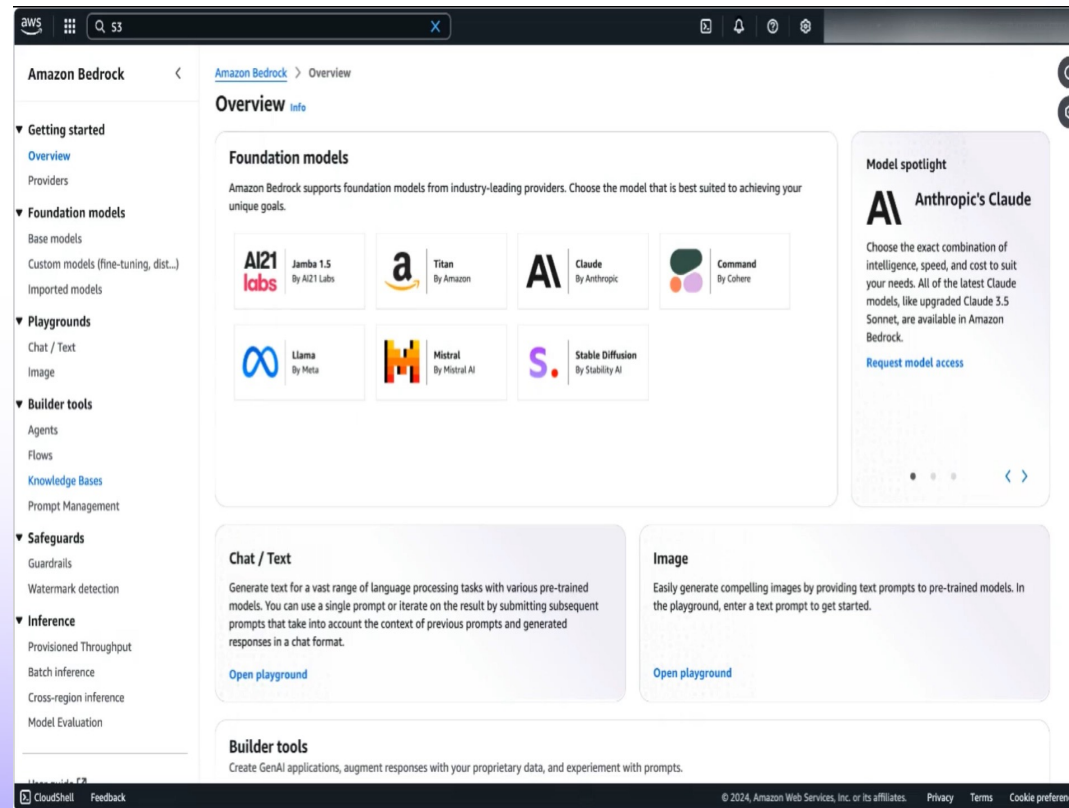 aws
S3
Amazon Bedrock
Getting started
Overview
Providers
Foundation models
Base models
Custom models (fine-tuning, dist...)
Imported models
Playgrounds
Chat / Text
Image
Builder tools
Agents
Flows
Knowledge Bases
Prompt Management
Safeguards
Guardrails
Watermark detection
Inference
Provisioned Throughput
Batch inference
Cross-region inference
Model Evaluation
Amazon Bedrock > Overview
Overview Info
Foundation models
Amazon Bedrock supports foundation models from industry-leading providers. Choose the model that is best suited to achieving your
unique goals.
AI21 labs
Jamba 1.5
By AI21 Labs
a
Titan
By Amazon
A\
Claude
By Anthropic
Command
By Cohere
Llama
By Meta
Mistral
By Mistral AI
S.
Stable Diffusion
By Stability AI
Model spotlight
A\
Anthropic's Claude
Choose the exact combination of
intelligence, speed, and cost to suit
your needs. All of the latest Claude
models, like upgraded Claude 3.5
Sonnet, are available in Amazon
Bedrock.
Request model access
Chat / Text
Generate text for a vast range of language processing tasks with various pre-trained
models. You can use a single prompt or iterate on the result by submitting subsequent
prompts that take into account the context of previous prompts and generated
responses in a chat format.
Open playground
Image
Easily generate compelling images by providing text prompts to pre-trained models. In
the playground, enter a text prompt to get started.
Open playground
Builder tools
Create GenAI applications, augment responses with your proprietary data, and experiement with prompts.
CloudShell Feedback
© 2024, Amazon Web Services, Inc. or its affiliates. Privacy Terms Cookie